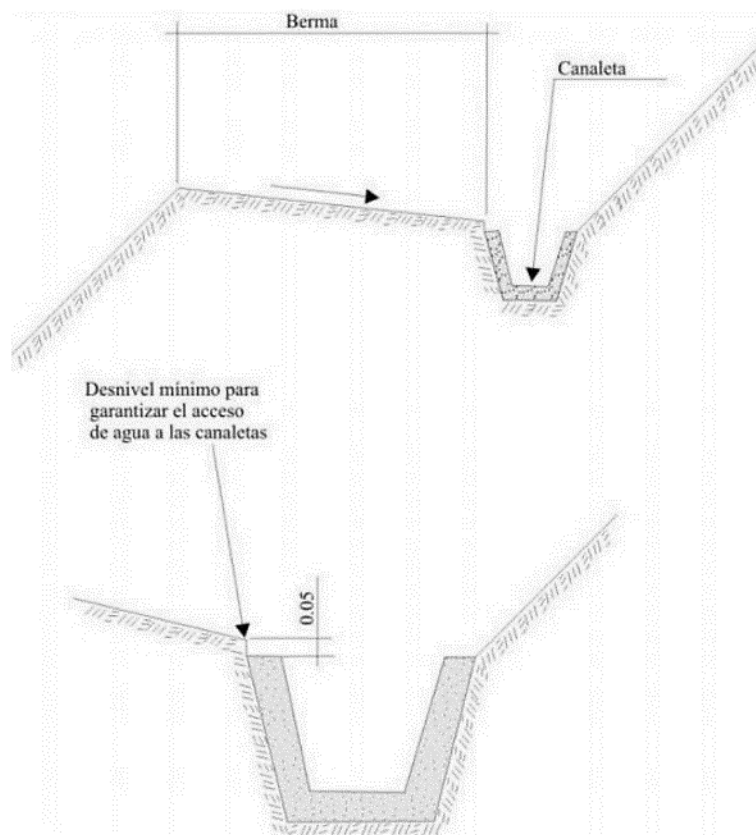 Berma
Canaleta
Desnivel mínimo para
garantizar el acceso
de agua a las canaletas
0.05